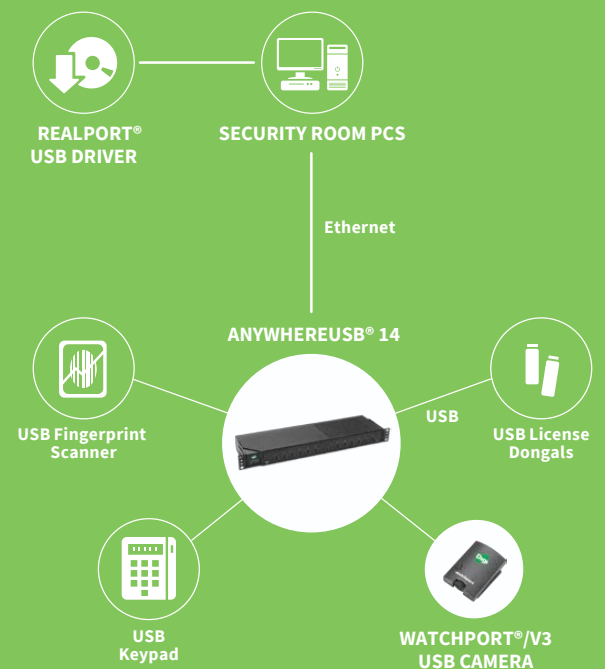 REALPORT®
USB DRIVER
SECURITY ROOM PCS
Ethernet
ANYWHEREUSB® 14
USB Fingerprint
Scanner
USB
USB License
Dongals
Digi
USB
Keypad
WATCHPORT®/V3
USB CAMERA